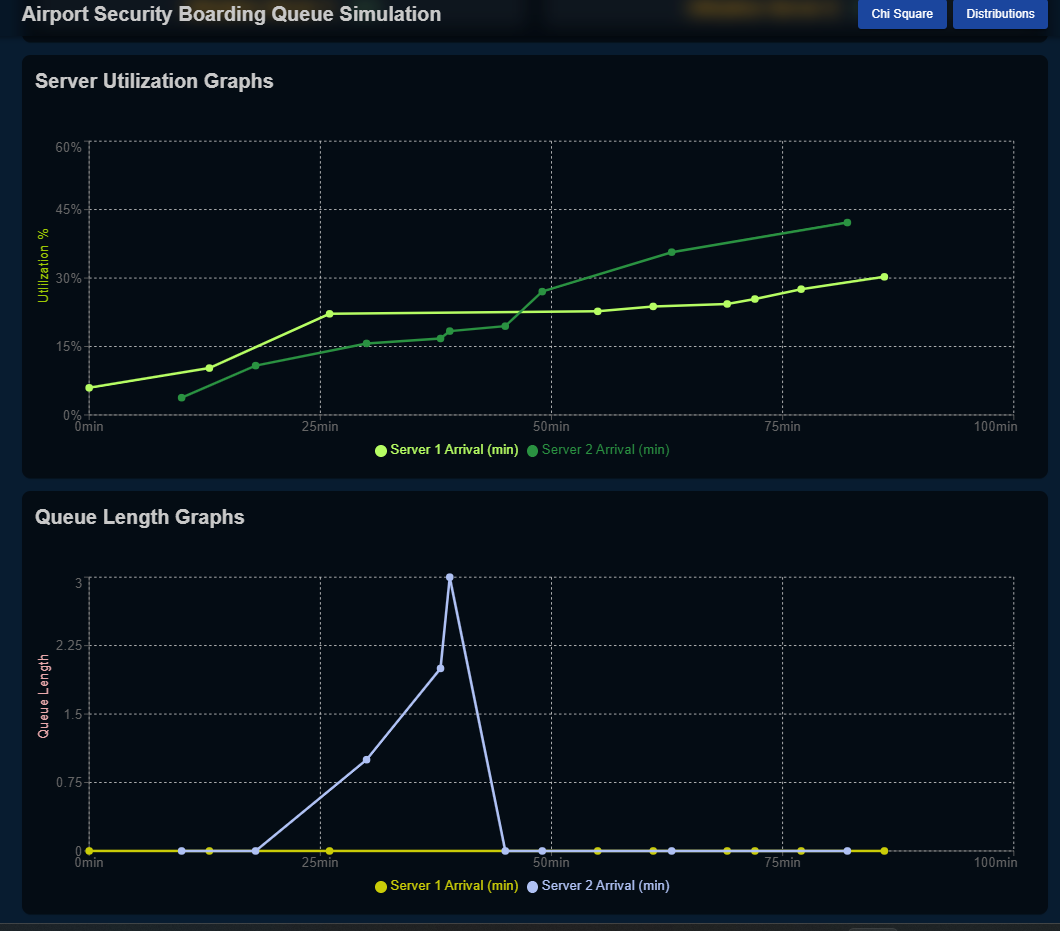 Airport Security Boarding Queue Simulation
Chi Square
Distributions
Server Utilization Graphs
60%
45%
30%
15%
0%
Utilization %
0min
25min
50min
75min
100min
Server 1 Arrival (min)
Server 2 Arrival (min)
Queue Length Graphs
3
2.25
1.5
0.75
0
Queue Length
0min
25min
50min
75min
100min
Server 1 Arrival (min)
Server 2 Arrival (min)